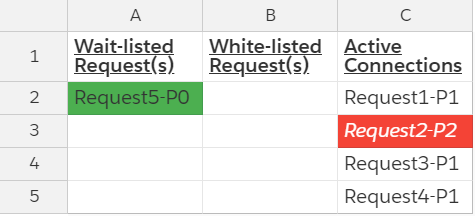 A B C
1 Wait-listed White-listed Active
Request(s) Request(s) Connections
2 Request5-P0 Request1-P1
3 Request2-P2
4 Request3-P1
5 Request4-P1